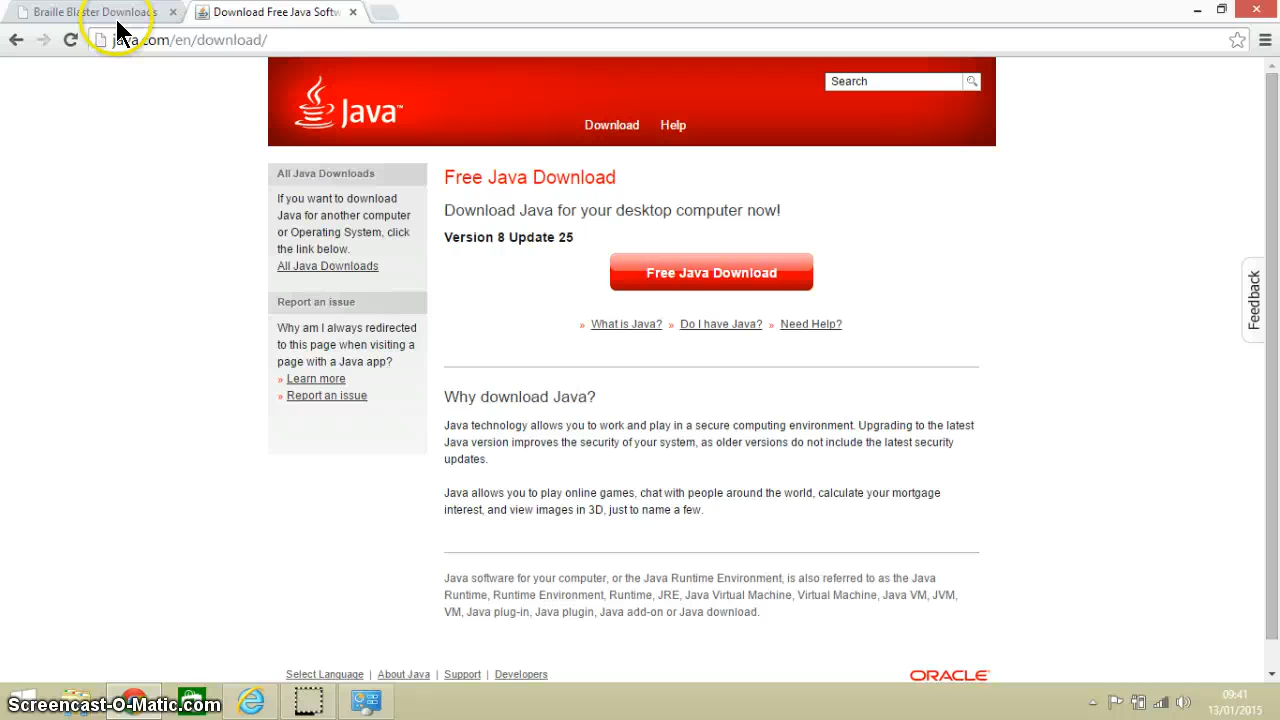 Braille Blaster Downloads
Download Free Java Softw
java.com/en/download/
Search
Java™
Download Help
All Java Downloads
If you want to download
Java for another computer
or Operating System, click
the link below.
All Java Downloads
Report an issue
Why am I always redirected
to this page when visiting a
page with a Java app?
» Learn more
» Report an issue
Free Java Download
Download Java for your desktop computer now!
Version 8 Update 25
Free Java Download
» What is Java? » Do I have Java? » Need Help?
Why download Java?
Java technology allows you to work and play in a secure computing environment. Upgrading to the latest
Java version improves the security of your system, as older versions do not include the latest security
updates.
Java allows you to play online games, chat with people around the world, calculate your mortgage
interest, and view images in 3D, just to name a few.
Java software for your computer, or the Java Runtime Environment, is also referred to as the Java
Runtime, Runtime Environment, Runtime, JRE, Java Virtual Machine, Virtual Machine, Java VM, JVM,
VM, Java plug-in, Java plugin, Java add-on or Java download.
Select Language | About Java | Support | Developers
ORACLE
Feedback
Screencast-O-Matic.com
09:41
13/01/2015